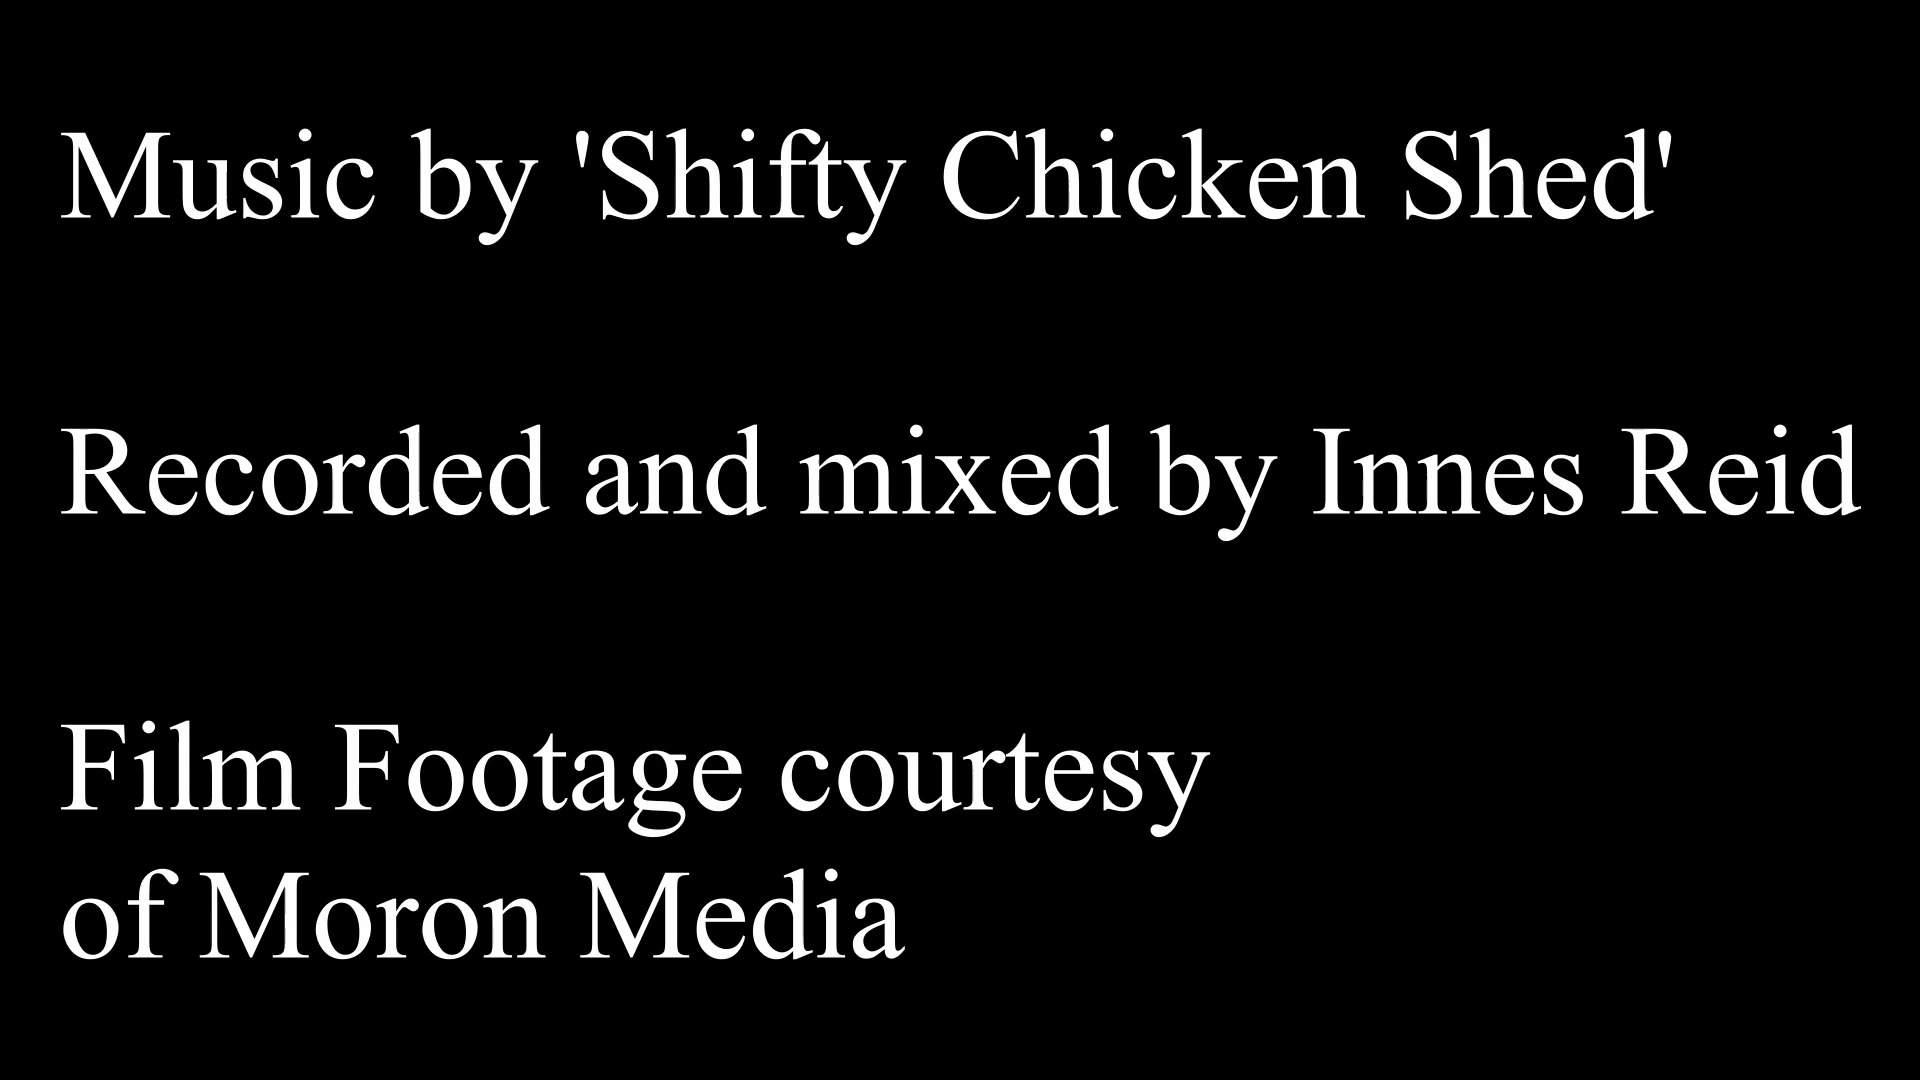 Music by 'Shifty Chicken Shed'
Recorded and mixed by Innes Reid
Film Footage courtesy
of Moron Media